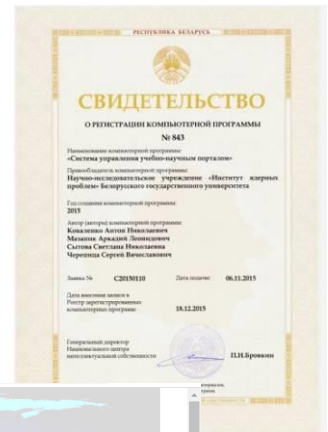 РЕСПУБЛИКА БЕЛАРУСЬ
СВИДЕТЕЛЬСТВО
О РЕГИСТРАЦИИ КОМПЬЮТЕРНОЙ ПРОГРАММЫ
№ 843
Наименование компьютерной программы:
«Система управления учебно-научным порталом»
Правообладатель компьютерной программы:
Научно-исследовательское учреждение «Институт ядерных
проблем» Белорусского государственного университета
Год создания компьютерной программы:
2015
Автор (авторы) компьютерной программы:
Коваленко Антон Николаевич
Мазаник Аркадий Леонидович
Сытова Светлана Николаевна
Черепица Сергей Вячеславович
Заявка № С20150110 Дата подачи: 06.11.2015
Дата внесения записи в
Реестр зарегистрированных
компьютерных программ: 18.12.2015
Генеральный директор
Национального центра
интеллектуальной собственности П.Н.Бровкин